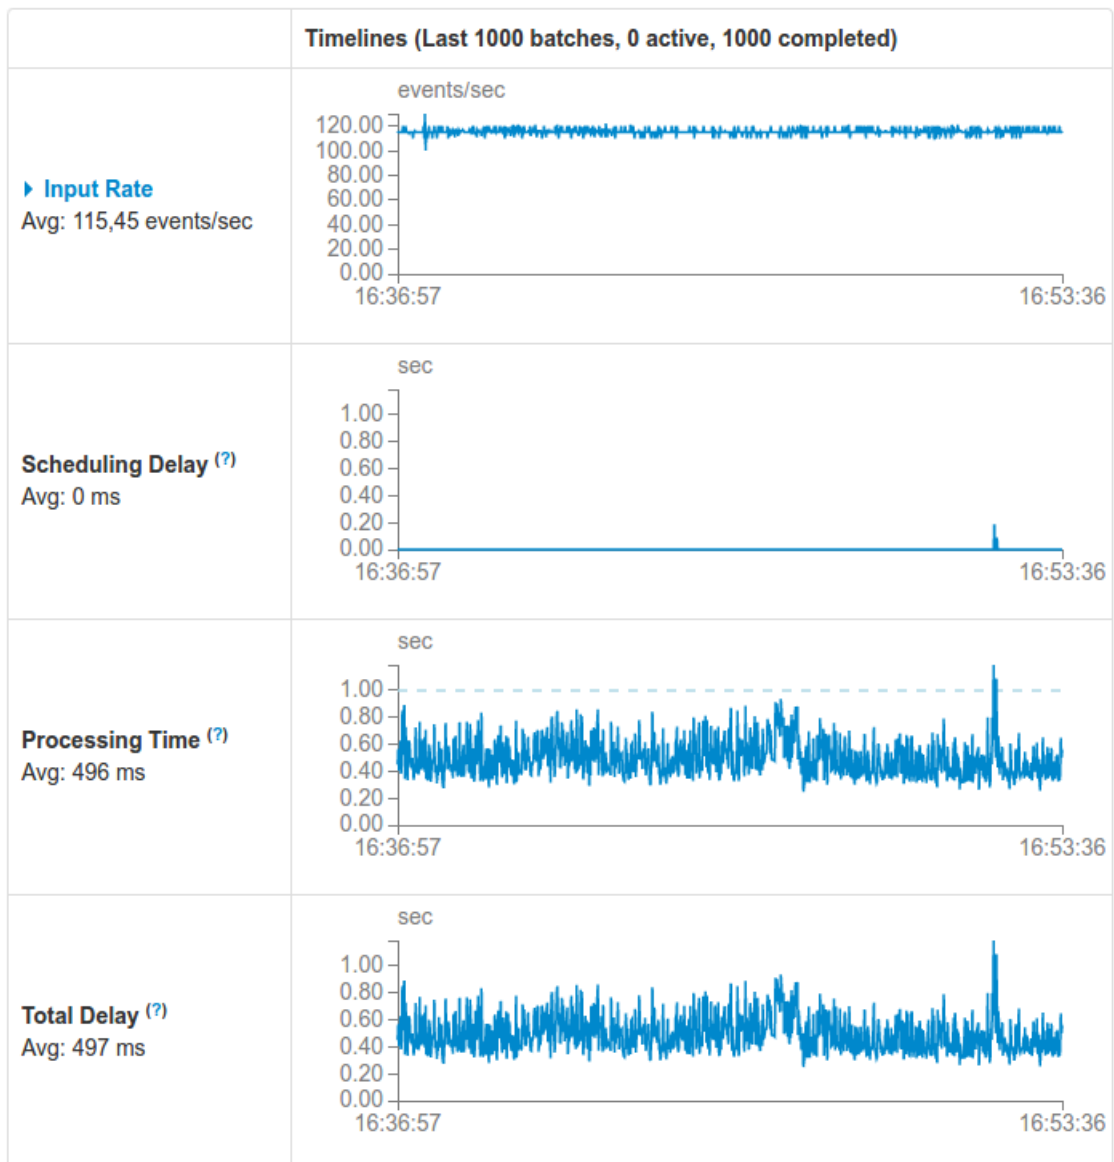 Timelines (Last 1000 batches, 0 active, 1000 completed)
Input Rate
Avg: 115,45 events/sec
events/sec
120.00
100.00
80.00
60.00
40.00
20.00
0.00
16:36:57 16:53:36
Scheduling Delay (?)
Avg: 0 ms
sec
1.00
0.80
0.60
0.40
0.20
0.00
16:36:57 16:53:36
Processing Time (?)
Avg: 496 ms
sec
1.00
0.80
0.60
0.40
0.20
0.00
16:36:57 16:53:36
Total Delay (?)
Avg: 497 ms
sec
1.00
0.80
0.60
0.40
0.20
0.00
16:36:57 16:53:36